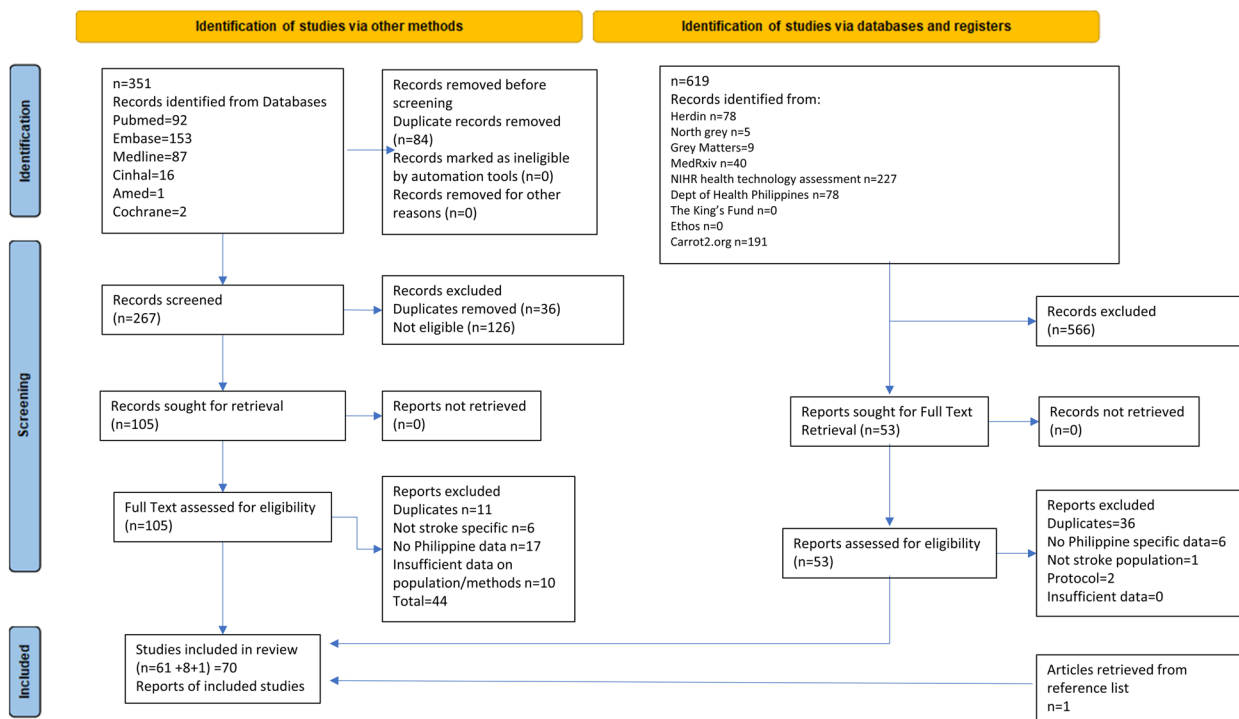 Identification of studies via other methods
Identification of studies via databases and registers
Identification
n=351
Records identified from Databases
Pubmed=92
Embase=153
Medline=87
Cinhal=16
Amed=1
Cochrane=2
Records removed before
screening
Duplicate records removed
(n=84)
Records marked as ineligible
by automation tools (n=0)
Records removed for other
reasons (n=0)
n=619
Records identified from:
Herdin n=78
North grey n=5
Grey Matters=9
MedRxiv n=40
NIHR health technology assessment n=227
Dept of Health Philippines n=78
The King's Fund n=0
Ethos n=0
Carrot2.org n=191
Screening
Records screened
(n=267)
Records excluded
Duplicates removed (n=36)
Not eligible (n=126)
Records excluded
(n=566)
Records sought for retrieval
(n=105)
Reports not retrieved
(n=0)
Reports sought for Full Text
Retrieval (n=53)
Records not retrieved
(n=0)
Full Text assessed for eligibility
(n=105)
Reports excluded
Duplicates n=11
Not stroke specific n=6
No Philippine data n=17
Insufficient data on
population/methods n=10
Total=44
Reports assessed for eligibility
(n=53)
Reports excluded
Duplicates=36
No Philippine specific data=6
Not stroke population=1
Protocol=2
Insufficient data=0
Included
Studies included in review
(n=61 +8+1) =70
Reports of included studies
Articles retrieved from
reference list
n=1